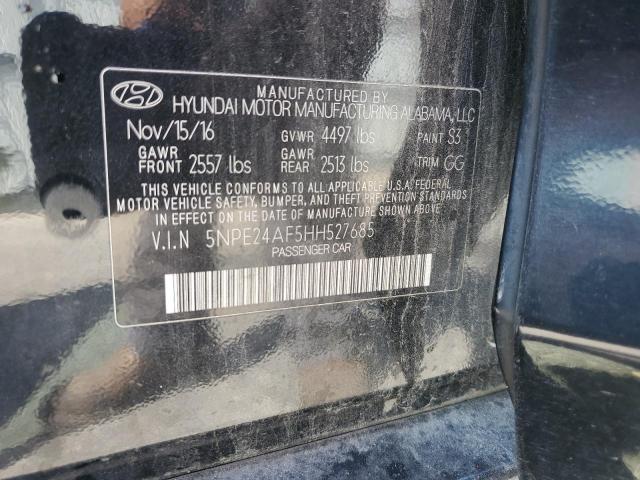 MANUFACTURED BY
HYUNDAI MOTOR MANUFACTURING ALABAMA, LLC
Nov/15/16 GVWR 4497 lbs PAINT S3
GAWR FRONT 2557 lbs GAWR REAR 2513 lbs TRIM GG
THIS VEHICLE CONFORMS TO ALL APPLICABLE U.S.A. FEDERAL
MOTOR VEHICLE SAFETY, BUMPER, AND THEFT PREVENTION STANDARDS
IN EFFECT ON THE DATE OF MANUFACTURE SHOWN ABOVE.
V.I.N 5NPE24AF5HH527685
PASSENGER CAR